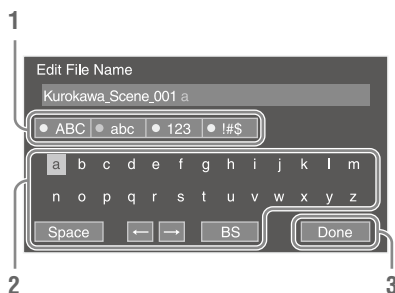 1
Edit File Name
Kurokawa_Scene_001 a
ABC abc 123 !#$
a b c d e f g h i j k l m
n o p q r s t u v w x y z
Space ← → BS Done
2 3